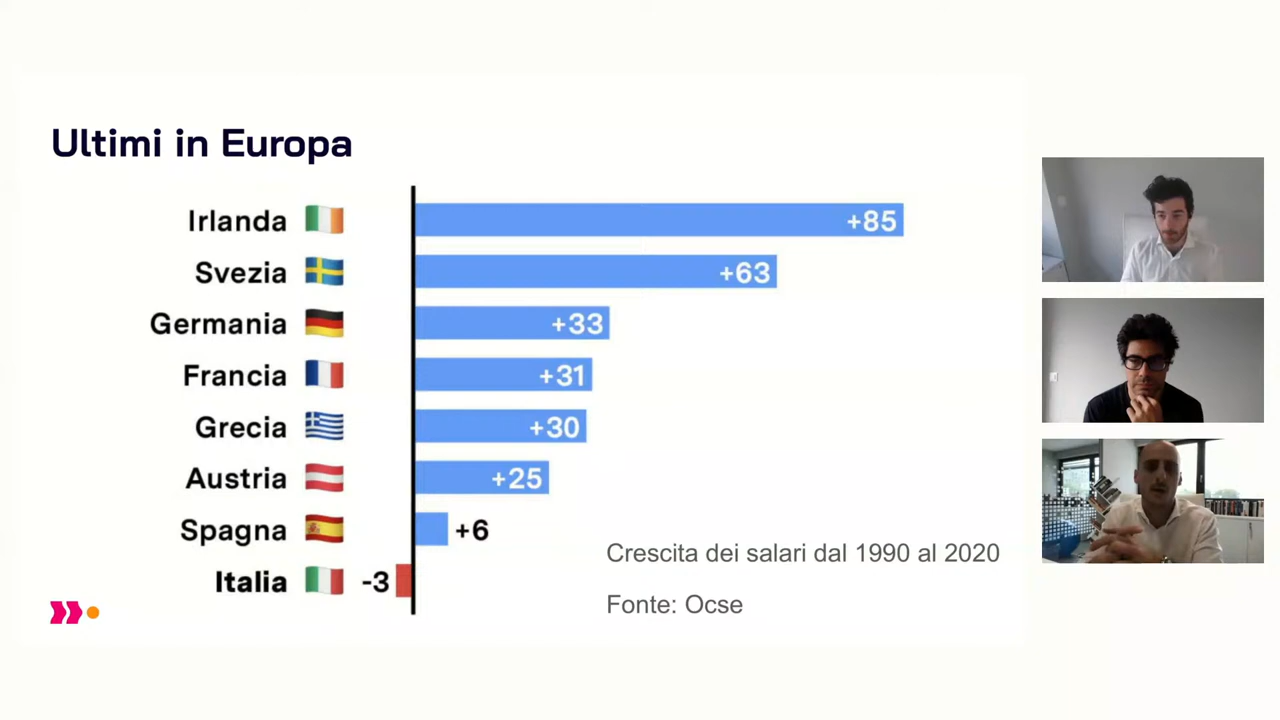 Ultimi in Europa
Irlanda +85
Svezia +63
Germania +33
Francia +31
Grecia +30
Austria +25
Spagna +6
Italia -3
Crescita dei salari dal 1990 al 2020
Fonte: Ocse